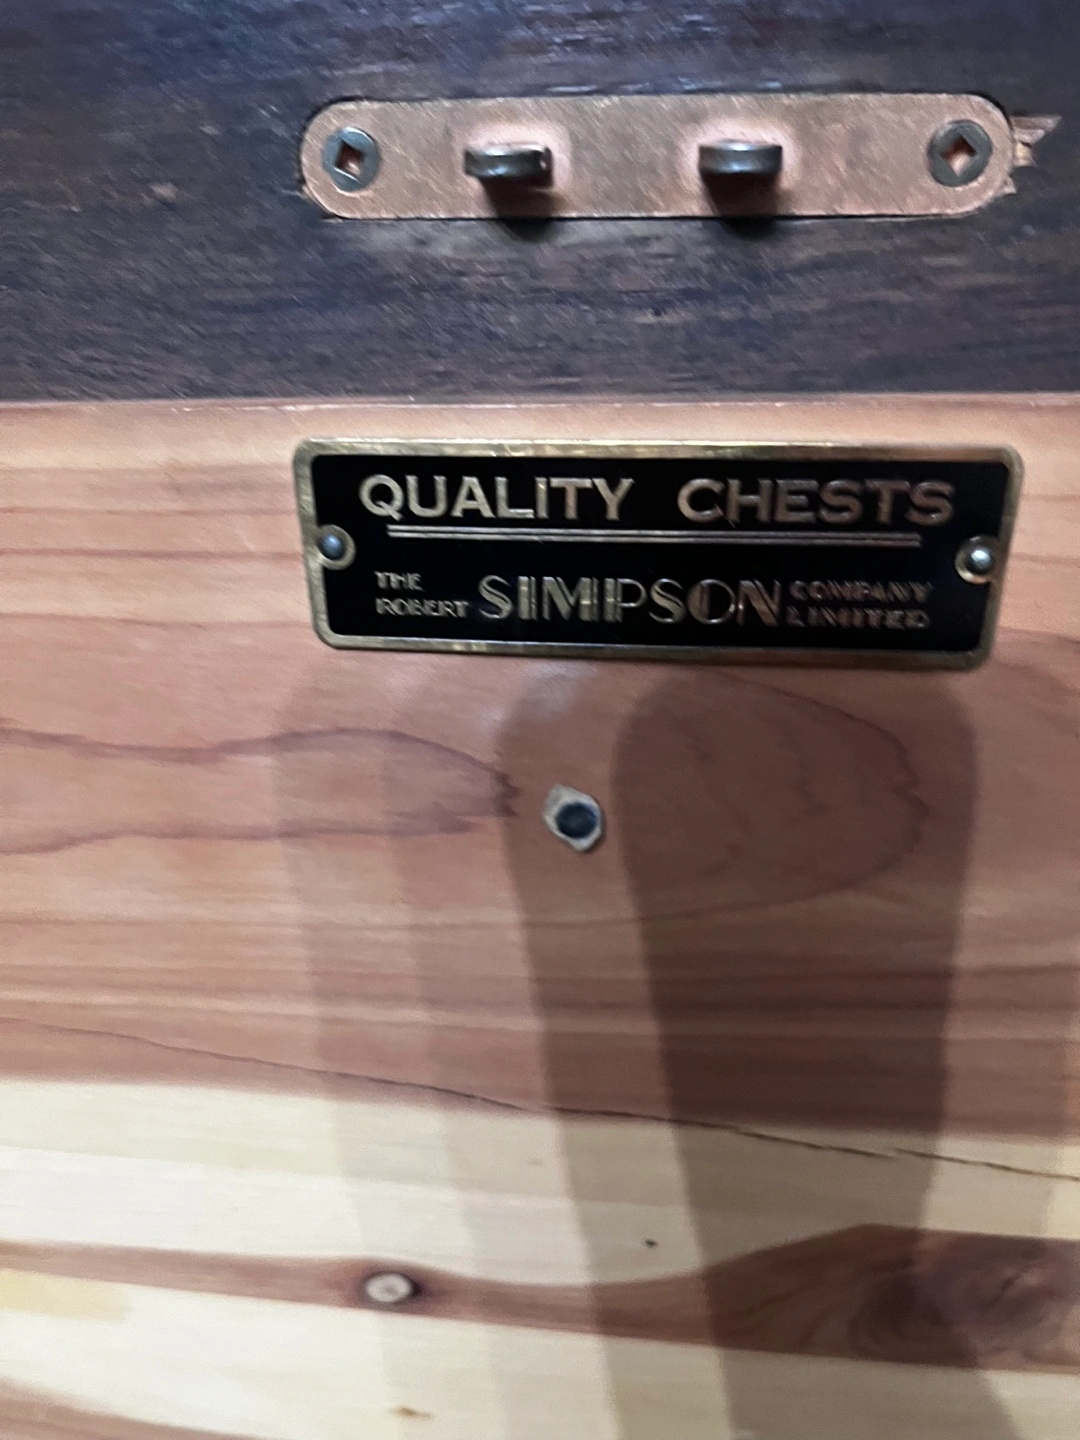 QUALITY CHESTS
THE ROBERT SIMPSON COMPANY LIMITED